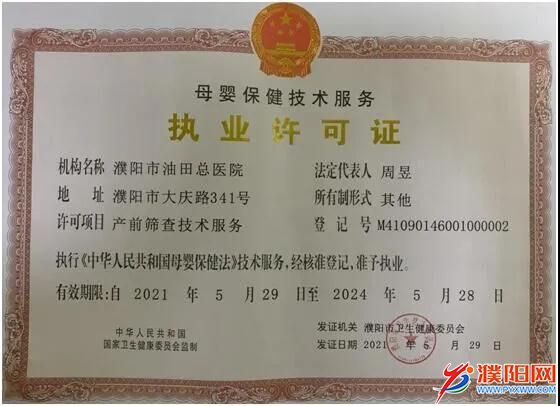 母婴保健技术服务
执业许可证
机构名称 濮阳市油田总医院 法定代表人 周昱
地 址 濮阳市大庆路341号 所有制形式 其他
许可项目 产前筛查技术服务 登 记 号 M41090146001000002
执行《中华人民共和国母婴保健法》技术服务,经核准登记,准予执业。
有效期限:自 2021 年 5 月 29 日至 2024 年 5 月 28 日
中华人民共和国 发证机关 濮阳市卫生健康委员会
国家卫生健康委员会监制 发证日期 2021 年 5 月 29 日
濮阳网